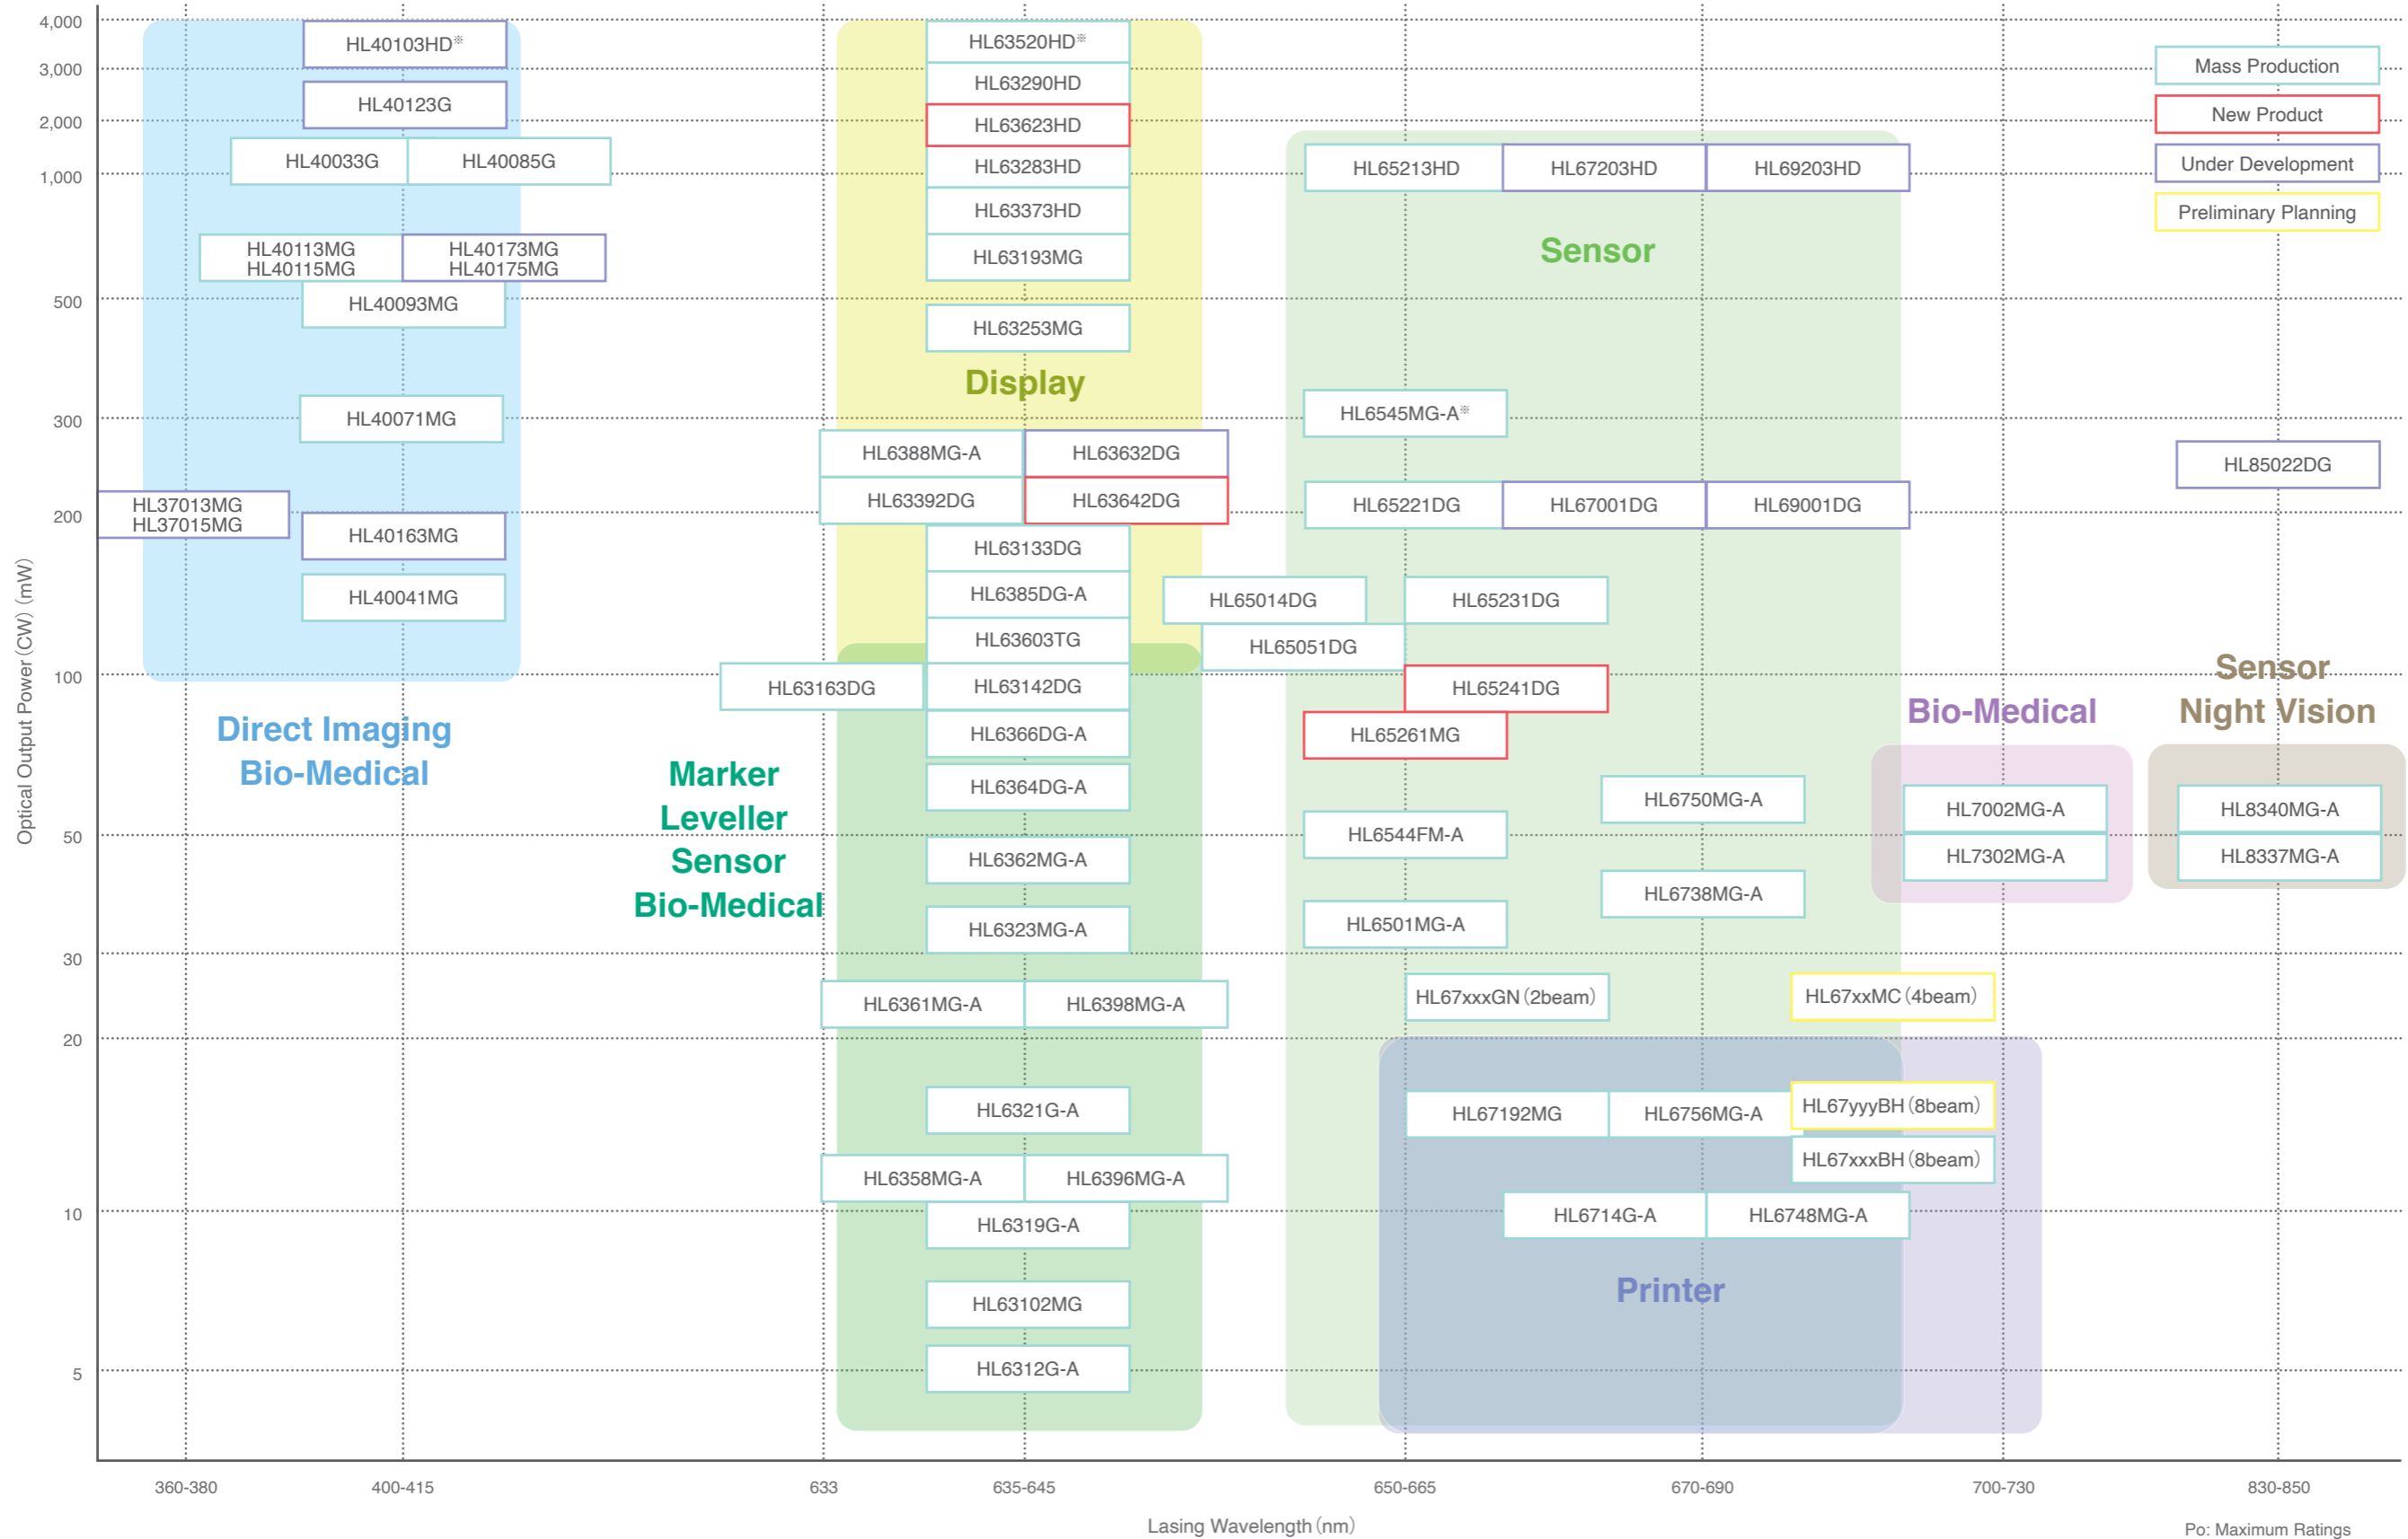 4,000
3,000
2,000
1,000
500
300
200
100
50
30
20
10
5
Optical Output Power (CW) (mW)
HL40103HD※
HL40123G
HL40033G
HL40085G
HL40113MG
HL40115MG
HL40173MG
HL40175MG
HL40093MG
HL40071MG
HL37013MG
HL37015MG
HL40163MG
HL40041MG
Direct Imaging
Bio-Medical
HL63520HD※
HL63290HD
HL63623HD
HL63283HD
HL63373HD
HL63193MG
HL63253MG
Display
HL6388MG-A
HL63632DG
HL63392DG
HL63642DG
HL63133DG
HL6385DG-A
HL63603TG
HL63163DG
HL63142DG
HL6366DG-A
HL6364DG-A
HL6362MG-A
HL6323MG-A
Marker
Leveller
Sensor
Bio-Medical
HL6361MG-A
HL6398MG-A
HL6321G-A
HL6358MG-A
HL6396MG-A
HL6319G-A
HL63102MG
HL6312G-A
HL65213HD
HL67203HD
HL69203HD
Sensor
HL6545MG-A※
HL65221DG
HL67001DG
HL69001DG
HL65014DG
HL65231DG
HL65051DG
HL65241DG
HL65261MG
HL6750MG-A
HL6544FM-A
HL6738MG-A
HL6501MG-A
HL67xxxGN (2beam)
HL67xxMC (4beam)
HL67192MG
HL6756MG-A
HL67yyyBH (8beam)
HL67xxxBH (8beam)
HL6714G-A
HL6748MG-A
Printer
Mass Production
New Product
Under Development
Preliminary Planning
HL85022DG
Bio-Medical
HL7002MG-A
HL7302MG-A
Sensor
Night Vision
HL8340MG-A
HL8337MG-A
360-380
400-415
633
635-645
650-665
670-690
700-730
830-850
Lasing Wavelength (nm)
Po: Maximum Ratings